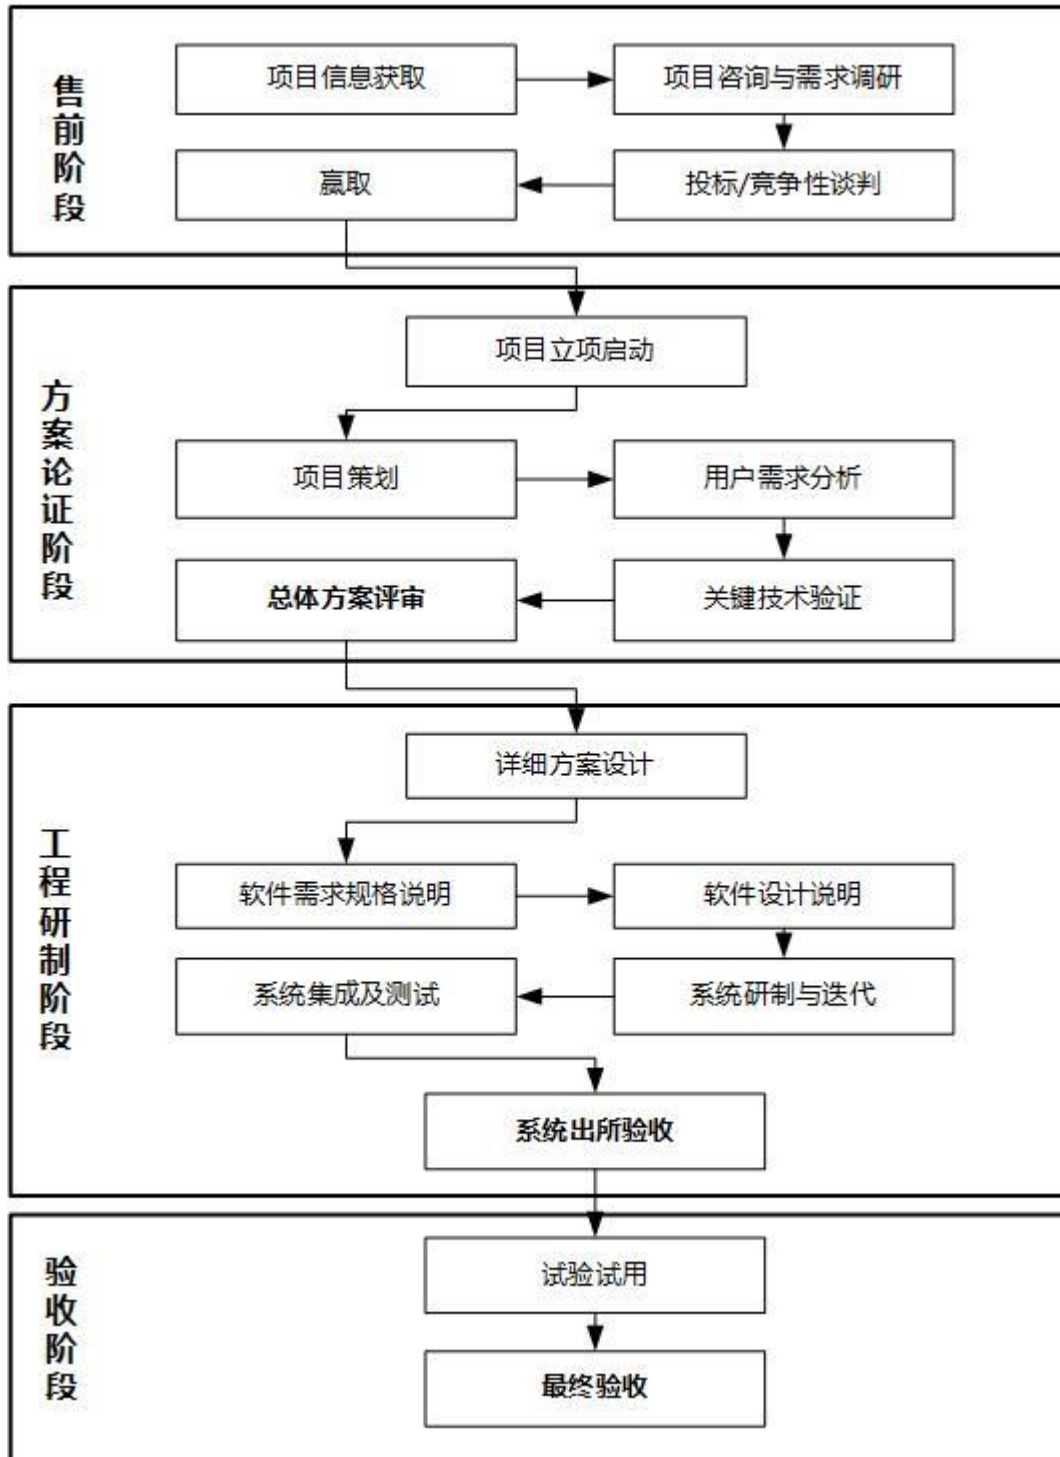 售前阶段
项目信息获取
项目咨询与需求调研
投标/竞争性谈判
赢取
方案论证阶段
项目立项启动
项目策划
用户需求分析
关键技术验证
总体方案评审
工程研制阶段
详细方案设计
软件需求规格说明
软件设计说明
系统研制与迭代
系统集成及测试
系统出所验收
验收阶段
试验试用
最终验收